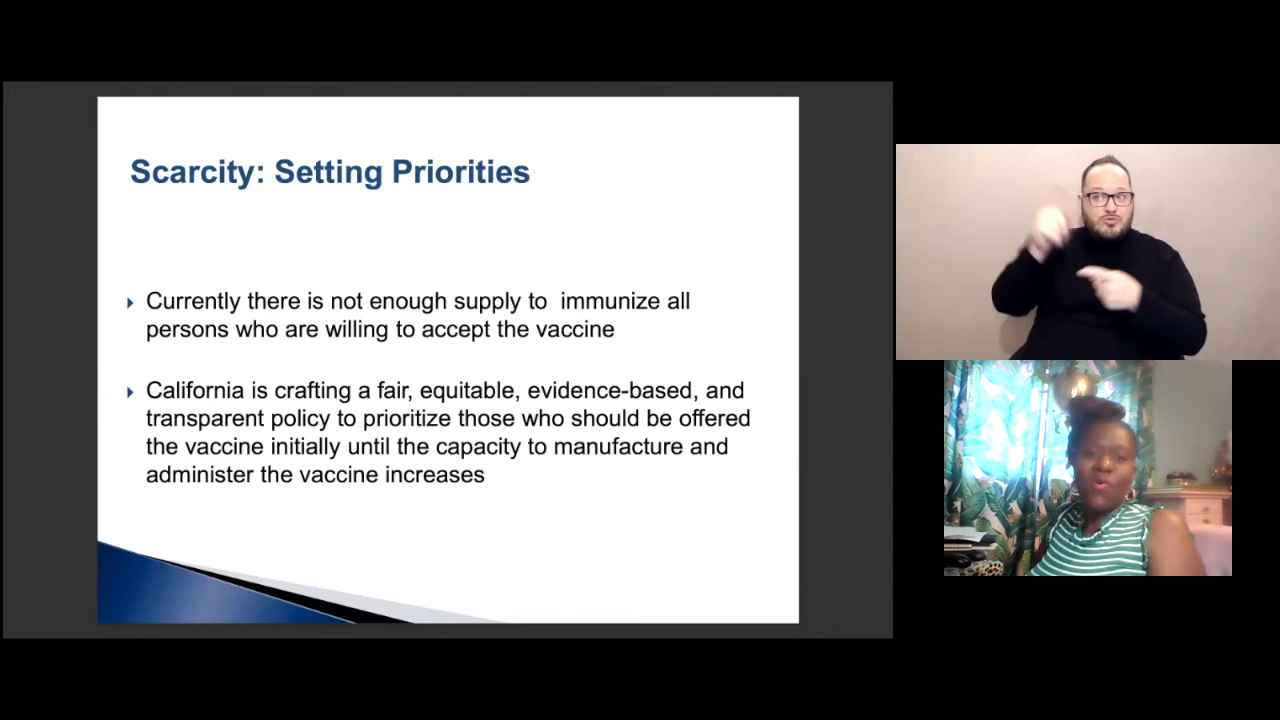 Scarcity: Setting Priorities
Currently there is not enough supply to  immunize all
persons who are willing to accept the vaccine
California is crafting a fair, equitable, evidence-based, and
transparent policy to prioritize those who should be offered
the vaccine initially until the capacity to manufacture and
administer the vaccine increases